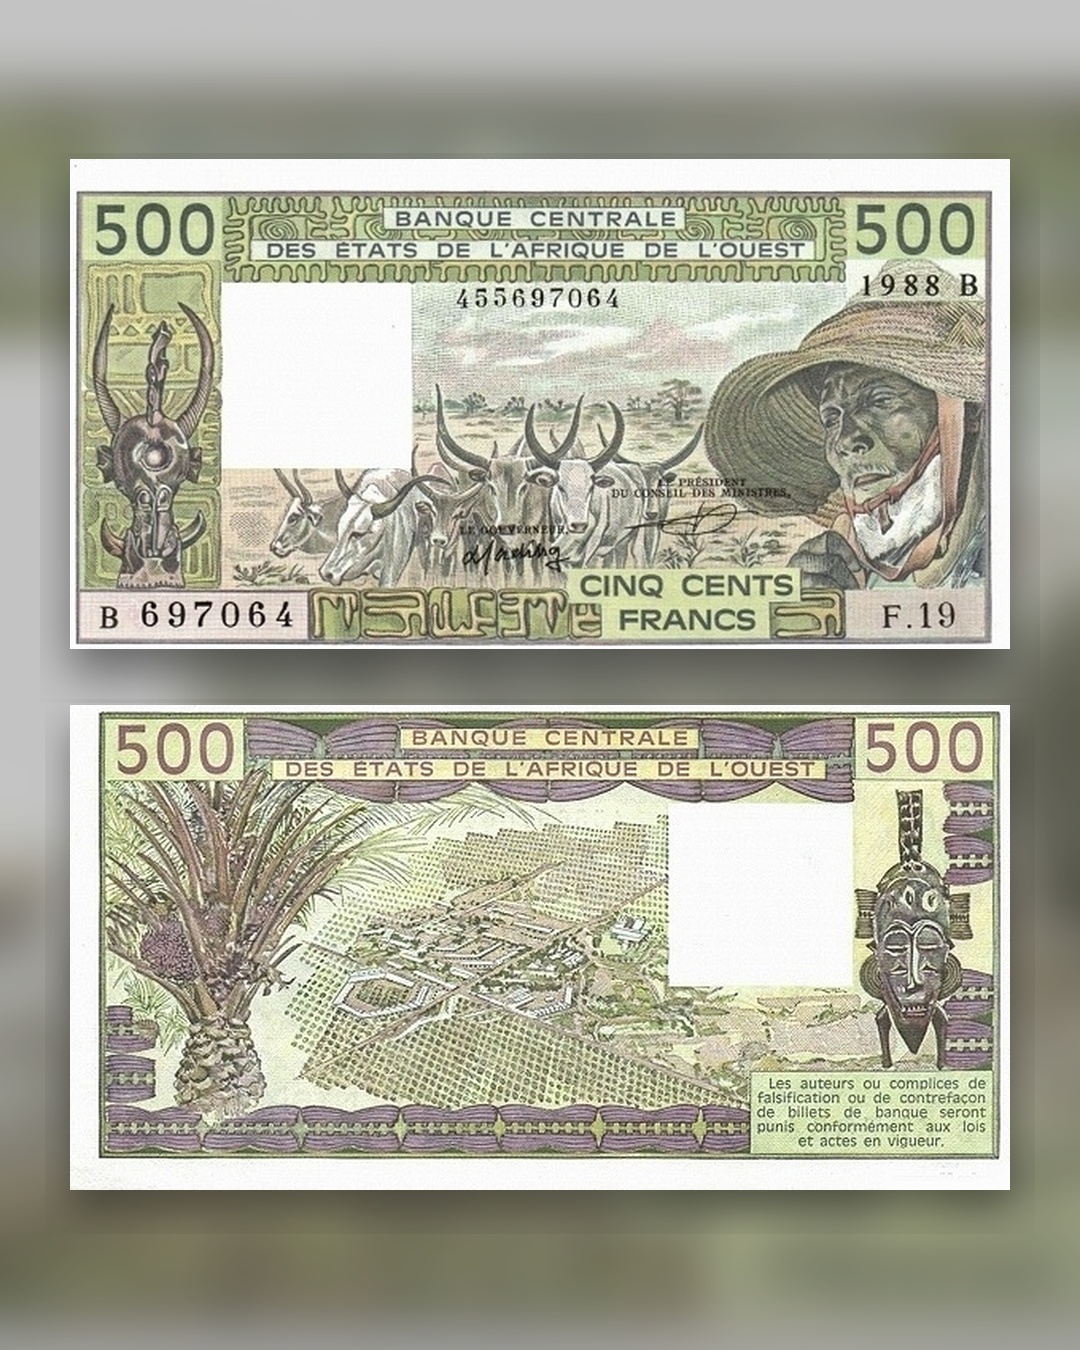 500
BANQUE CENTRALE
DES ÉTATS DE L'AFRIQUE DE L'OUEST
500
1988 B
455697064
LE PRÉSIDENT
DU CONSEIL DES MINISTRES,
LE GOUVERNEUR,
CINQ CENTS
FRANCS
B 697064
F.19
500
BANQUE CENTRALE
DES ÉTATS DE L'AFRIQUE DE L'OUEST
500
Les auteurs ou complices de
falsification ou de contrefaçon
de billets de banque seront
punis conformément aux lois
et actes en vigueur.